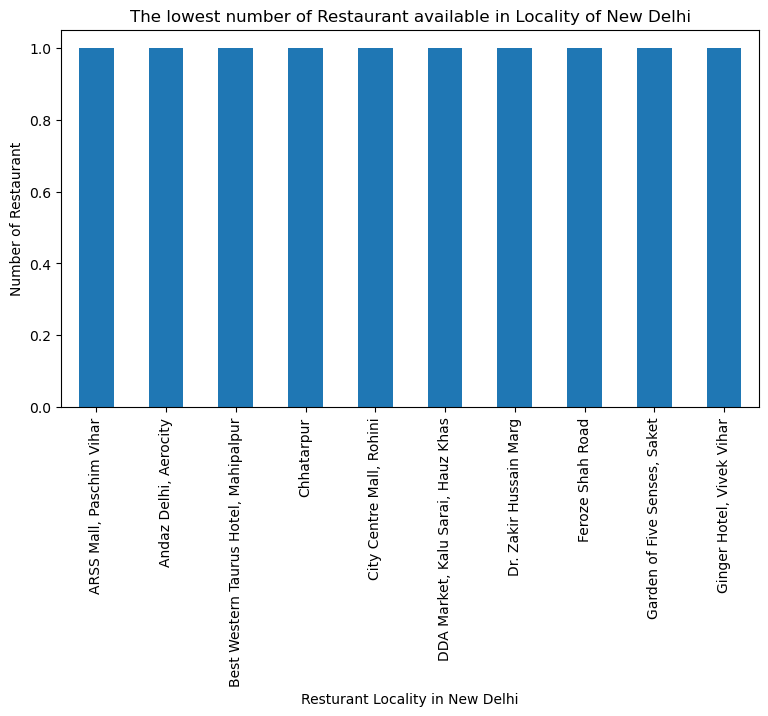 The lowest number of Restaurant available in Locality of New Delhi
Number of Restaurant
1.0
0.8
0.6
0.4
0.2
0.0
ARSS Mall, Paschim Vihar
Andaz Delhi, Aerocity
Best Western Taurus Hotel, Mahipalpur
Chhatarpur
City Centre Mall, Rohini
DDA Market, Kalu Sarai, Hauz Khas
Dr. Zakir Hussain Marg
Feroze Shah Road
Garden of Five Senses, Saket
Ginger Hotel, Vivek Vihar
Resturant Locality in New Delhi